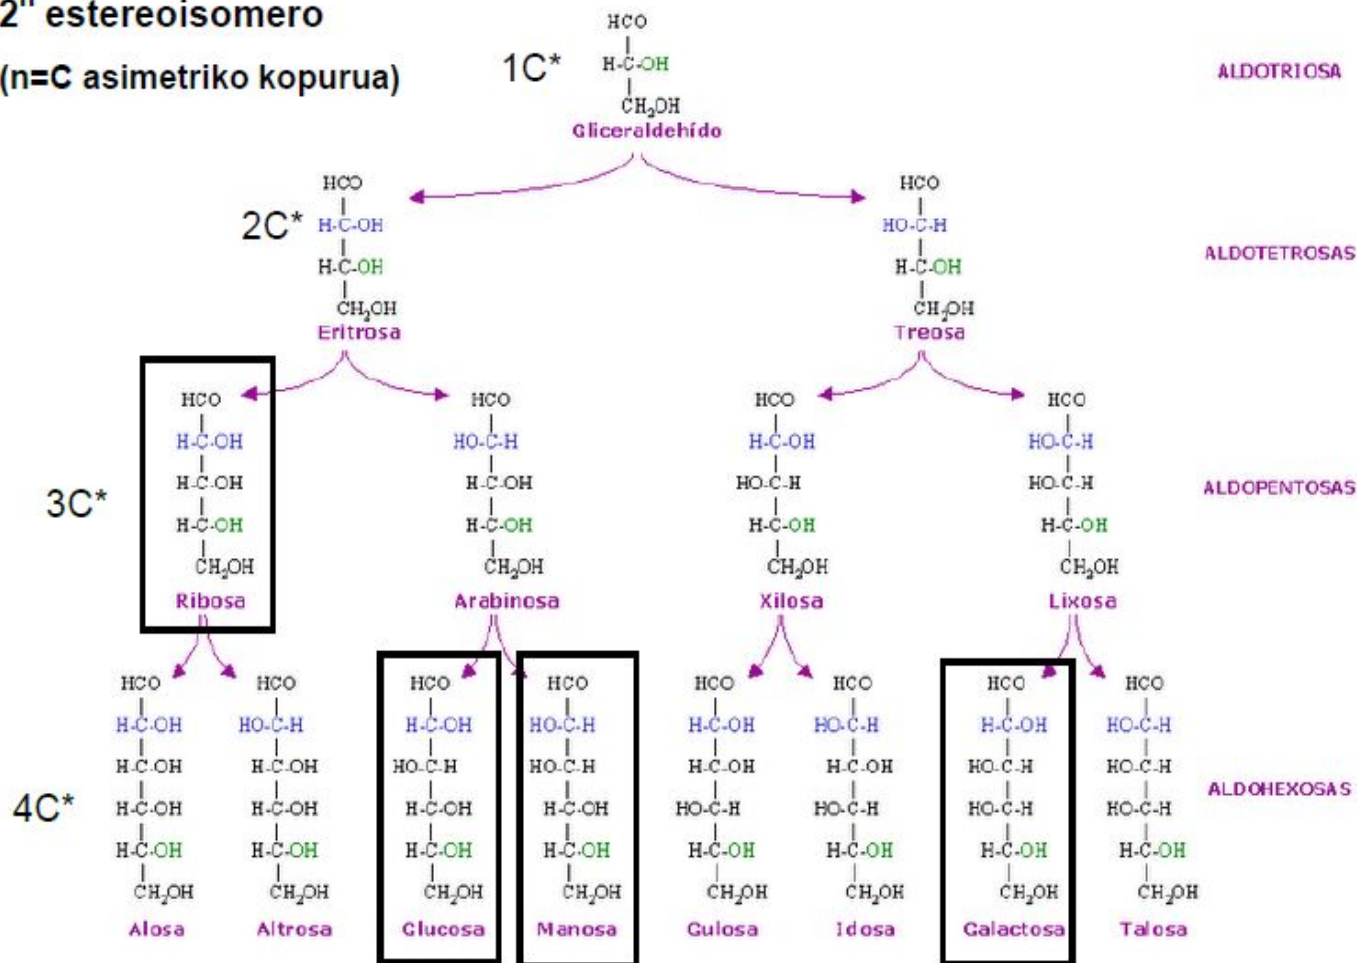 2ⁿ estereoisomero
(n=C asimetriko kopurua)
1C*
HCO
H-C-OH
CH₂OH
Gliceraldehído
ALDOTRIOSA
2C*
HCO HCO
H-C-OH HO-C-H
H-C-OH H-C-OH
CH₂OH CH₂OH
Eritrosa Treosa
ALDOTETROSAS
3C*
HCO HCO HCO HCO
H-C-OH HO-C-H H-C-OH HO-C-H
H-C-OH H-C-OH HO-C-H HO-C-H
H-C-OH H-C-OH H-C-OH H-C-OH
CH₂OH CH₂OH CH₂OH CH₂OH
Ribosa Arabinosa Xilosa Lixosa
ALDOPENTOSAS
4C*
HCO HCO HCO HCO HCO HCO HCO HCO
H-C-OH HO-C-H H-C-OH HO-C-H H-C-OH HO-C-H H-C-OH HO-C-H
H-C-OH H-C-OH HO-C-H HO-C-H H-C-OH H-C-OH HO-C-H HO-C-H
H-C-OH H-C-OH H-C-OH H-C-OH HO-C-H HO-C-H HO-C-H HO-C-H
H-C-OH H-C-OH H-C-OH H-C-OH H-C-OH H-C-OH H-C-OH H-C-OH
CH₂OH CH₂OH CH₂OH CH₂OH CH₂OH CH₂OH CH₂OH CH₂OH
Alosa Altrosa Glucosa Manosa Gulosa Idosa Galactosa Talosa
ALDOHEXOSAS